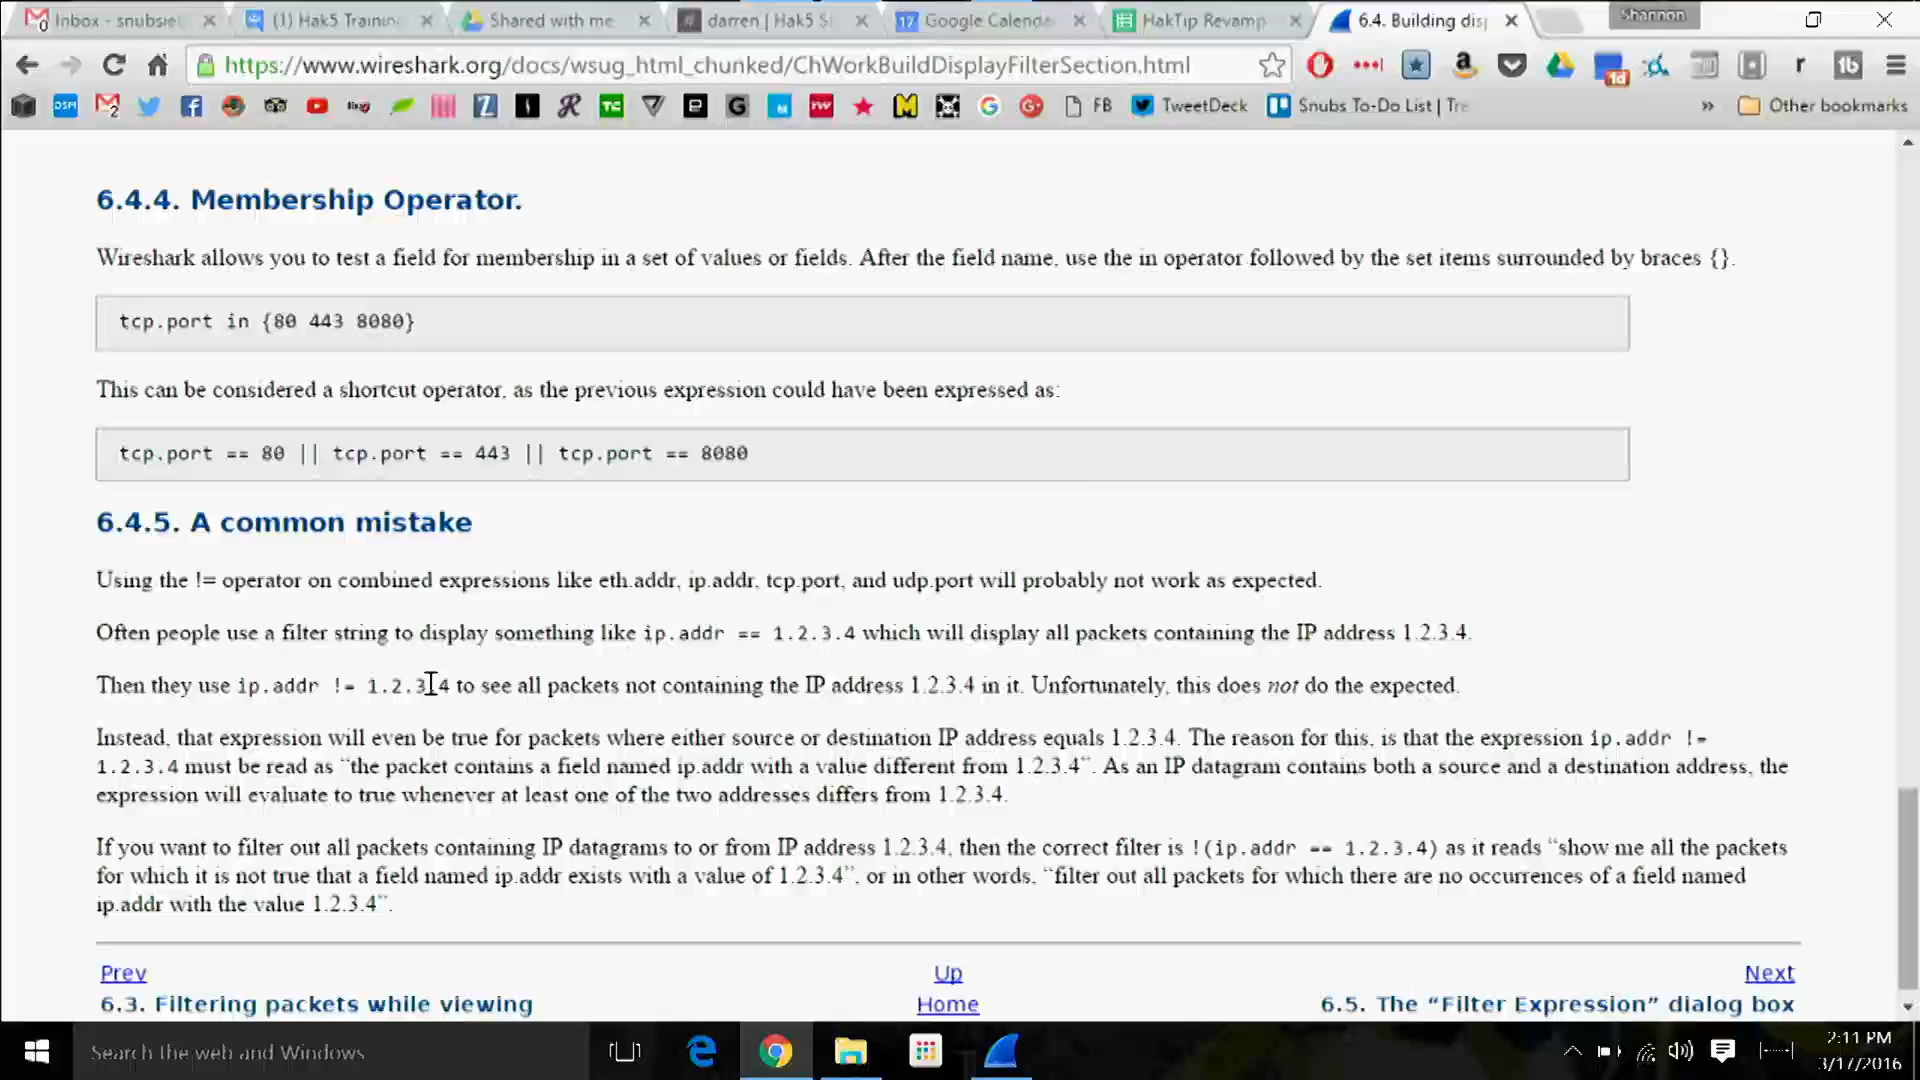 Inbox - snubsie
(1) Hak5 Trainin
Shared with me
darren | Hak5 S
Google Calenda
HakTip Revamp
6.4. Building dis
Shannon
https://www.wireshark.org/docs/wsug_html_chunked/ChWorkBuildDisplayFilterSection.html
FB
TweetDeck
Snubs To-Do List | Tre
»
Other bookmarks
6.4.4. Membership Operator.
Wireshark allows you to test a field for membership in a set of values or fields. After the field name, use the in operator followed by the set items surrounded by braces {}.
tcp.port in {80 443 8080}
This can be considered a shortcut operator, as the previous expression could have been expressed as:
tcp.port == 80 || tcp.port == 443 || tcp.port == 8080
6.4.5. A common mistake
Using the != operator on combined expressions like eth.addr, ip.addr, tcp.port, and udp.port will probably not work as expected.
Often people use a filter string to display something like ip.addr == 1.2.3.4 which will display all packets containing the IP address 1.2.3.4.
Then they use ip.addr != 1.2.3.4 to see all packets not containing the IP address 1.2.3.4 in it. Unfortunately, this does not do the expected.
Instead, that expression will even be true for packets where either source or destination IP address equals 1.2.3.4. The reason for this, is that the expression ip.addr !=
1.2.3.4 must be read as “the packet contains a field named ip.addr with a value different from 1.2.3.4”. As an IP datagram contains both a source and a destination address, the
expression will evaluate to true whenever at least one of the two addresses differs from 1.2.3.4.
If you want to filter out all packets containing IP datagrams to or from IP address 1.2.3.4, then the correct filter is !(ip.addr == 1.2.3.4) as it reads “show me all the packets
for which it is not true that a field named ip.addr exists with a value of 1.2.3.4”, or in other words, “filter out all packets for which there are no occurrences of a field named
ip.addr with the value 1.2.3.4”.
Prev
Up
Next
6.3. Filtering packets while viewing
Home
6.5. The “Filter Expression” dialog box
Search the web and Windows
2:11 PM
3/17/2016